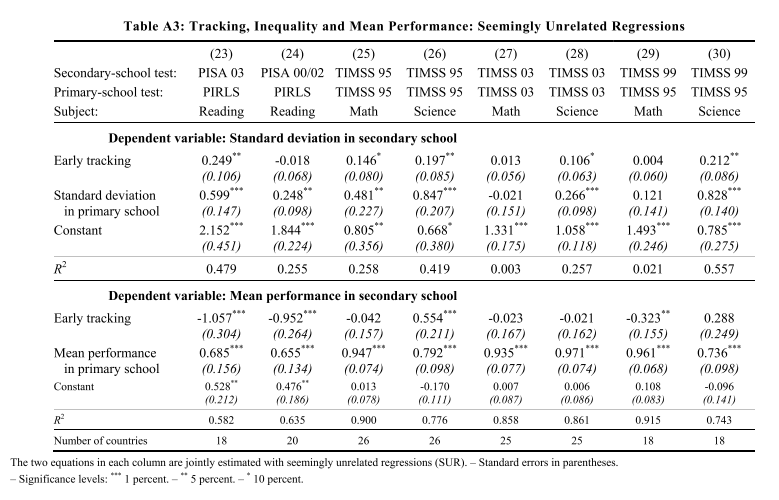 Table A3: Tracking, Inequality and Mean Performance: Seemingly Unrelated Regressions
(23) (24) (25) (26) (27) (28) (29) (30)
Secondary-school test: PISA 03 PISA 00/02 TIMSS 95 TIMSS 95 TIMSS 03 TIMSS 03 TIMSS 99 TIMSS 99
Primary-school test: PIRLS PIRLS TIMSS 95 TIMSS 95 TIMSS 03 TIMSS 03 TIMSS 95 TIMSS 95
Subject: Reading Reading Math Science Math Science Math Science
Dependent variable: Standard deviation in secondary school
Early tracking 0.249** -0.018 0.146* 0.197** 0.013 0.106* 0.004 0.212**
(0.106) (0.068) (0.080) (0.085) (0.056) (0.063) (0.060) (0.086)
Standard deviation 0.599*** 0.248** 0.481** 0.847*** -0.021 0.266*** 0.121 0.828***
in primary school (0.147) (0.098) (0.227) (0.207) (0.151) (0.098) (0.141) (0.140)
Constant 2.152*** 1.844*** 0.805** 0.668* 1.331*** 1.058*** 1.493*** 0.785***
(0.451) (0.224) (0.356) (0.380) (0.175) (0.118) (0.246) (0.275)
R² 0.479 0.255 0.258 0.419 0.003 0.257 0.021 0.557
Dependent variable: Mean performance in secondary school
Early tracking -1.057*** -0.952*** -0.042 0.554*** -0.023 -0.021 -0.323** 0.288
(0.304) (0.264) (0.157) (0.211) (0.167) (0.162) (0.155) (0.249)
Mean performance 0.685*** 0.655*** 0.947*** 0.792*** 0.935*** 0.971*** 0.961*** 0.736***
in primary school (0.156) (0.134) (0.074) (0.098) (0.077) (0.074) (0.068) (0.098)
Constant 0.528** 0.476** 0.013 -0.170 0.007 0.006 0.108 -0.096
(0.212) (0.186) (0.078) (0.111) (0.087) (0.086) (0.083) (0.141)
R² 0.582 0.635 0.900 0.776 0.858 0.861 0.915 0.743
Number of countries 18 20 26 26 25 25 18 18
The two equations in each column are jointly estimated with seemingly unrelated regressions (SUR). – Standard errors in parentheses.
– Significance levels: *** 1 percent. – ** 5 percent. – * 10 percent.